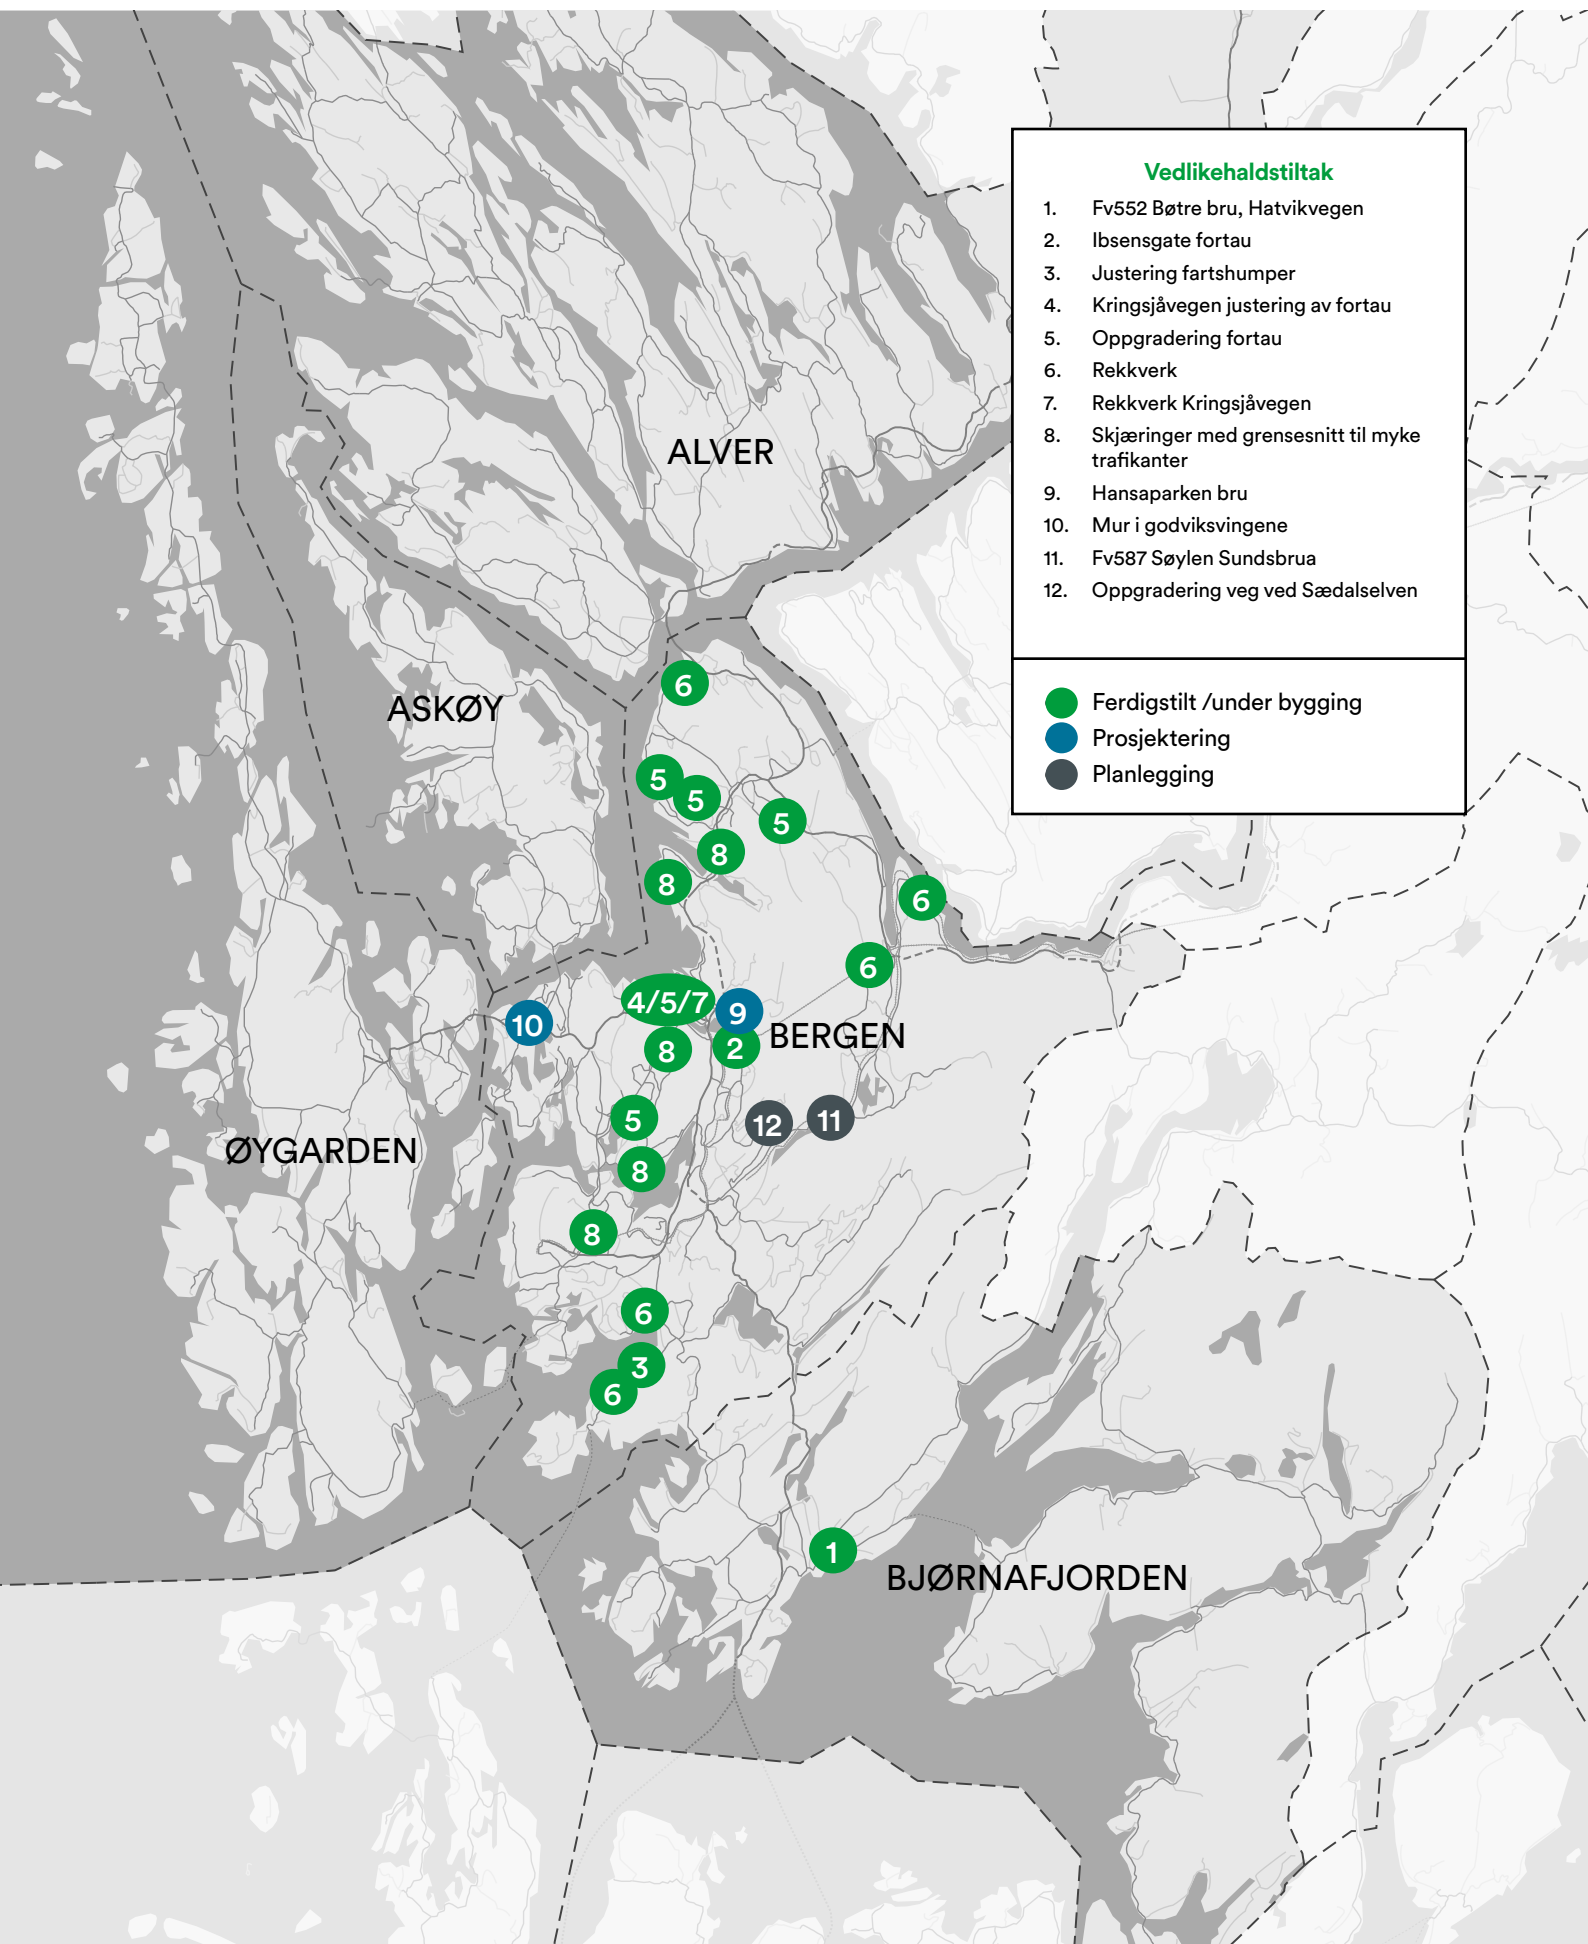 Vedlikehaldstiltak
1. Fv552 Bøtre bru, Hatvikvegen
2. Ibsensgate fortau
3. Justering fartshumper
4. Kringsjåvegen justering av fortau
5. Oppgradering fortau
6. Rekkverk
7. Rekkverk Kringsjåvegen
8. Skjæringer med grensesnitt til myke
trafikanter
9. Hansaparken bru
10. Mur i godviksvingene
11. Fv587 Søylen Sundsbrua
12. Oppgradering veg ved Sædalselven
Ferdigstilt /under bygging
Prosjektering
Planlegging
ALVER
6
ASKØY
5
5
5
8
8
6
6
4/5/7
9
10
BERGEN
2
8
5
12
11
ØYGARDEN
8
8
6
3
6
1
BJØRNAFJORDEN